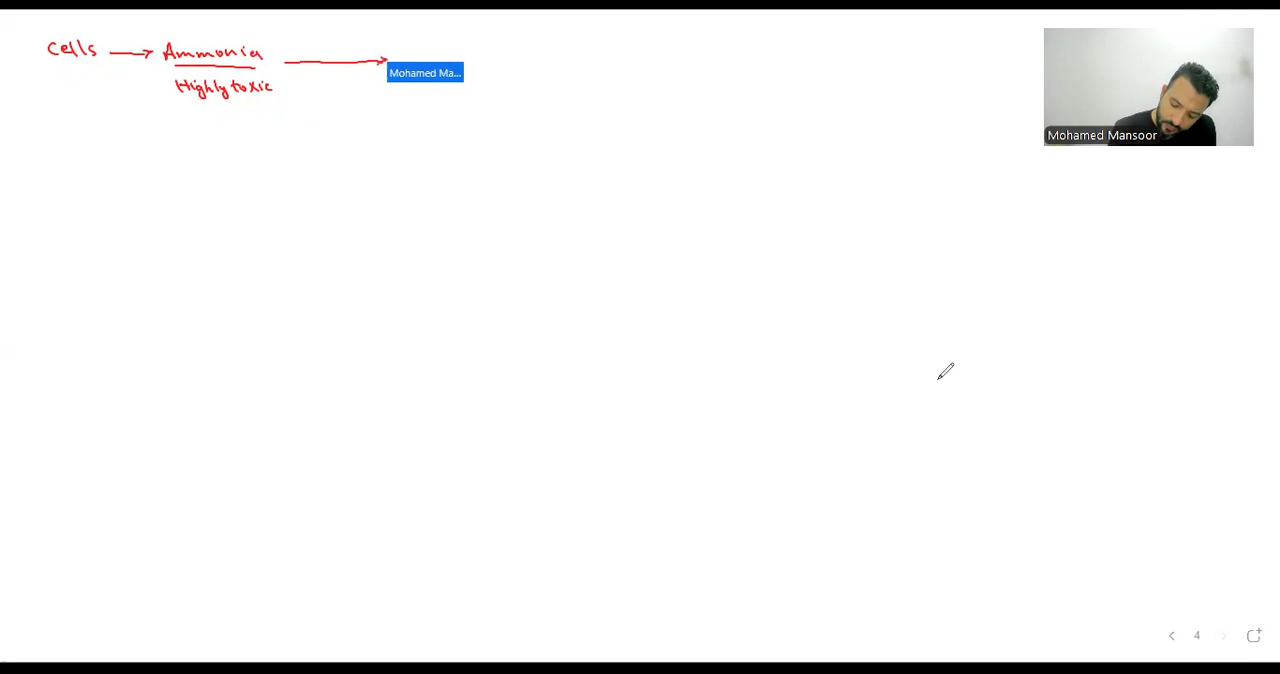 Cells → Ammonia →
Highly toxic
Mohamed Ma...
Mohamed Mansoor
4